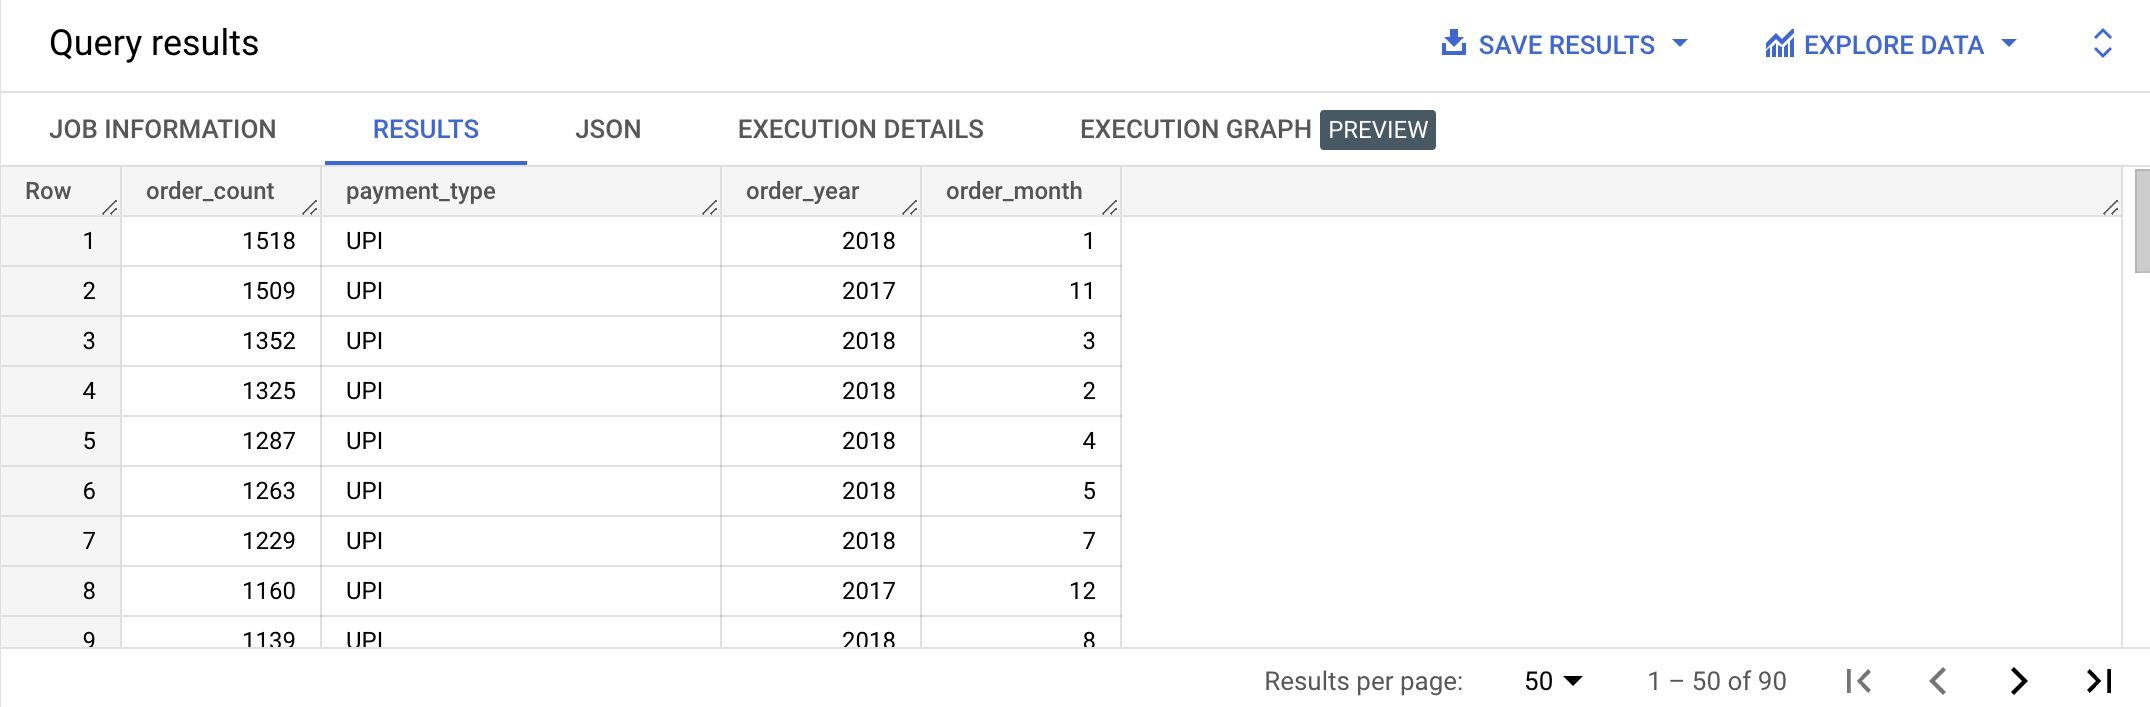 Query results SAVE RESULTS EXPLORE DATA
JOB INFORMATION RESULTS JSON EXECUTION DETAILS EXECUTION GRAPH PREVIEW
Row order_count payment_type order_year order_month
1 1518 UPI 2018 1
2 1509 UPI 2017 11
3 1352 UPI 2018 3
4 1325 UPI 2018 2
5 1287 UPI 2018 4
6 1263 UPI 2018 5
7 1229 UPI 2018 7
8 1160 UPI 2017 12
9 1139 UPI 2018 8
Results per page: 50 1 – 50 of 90